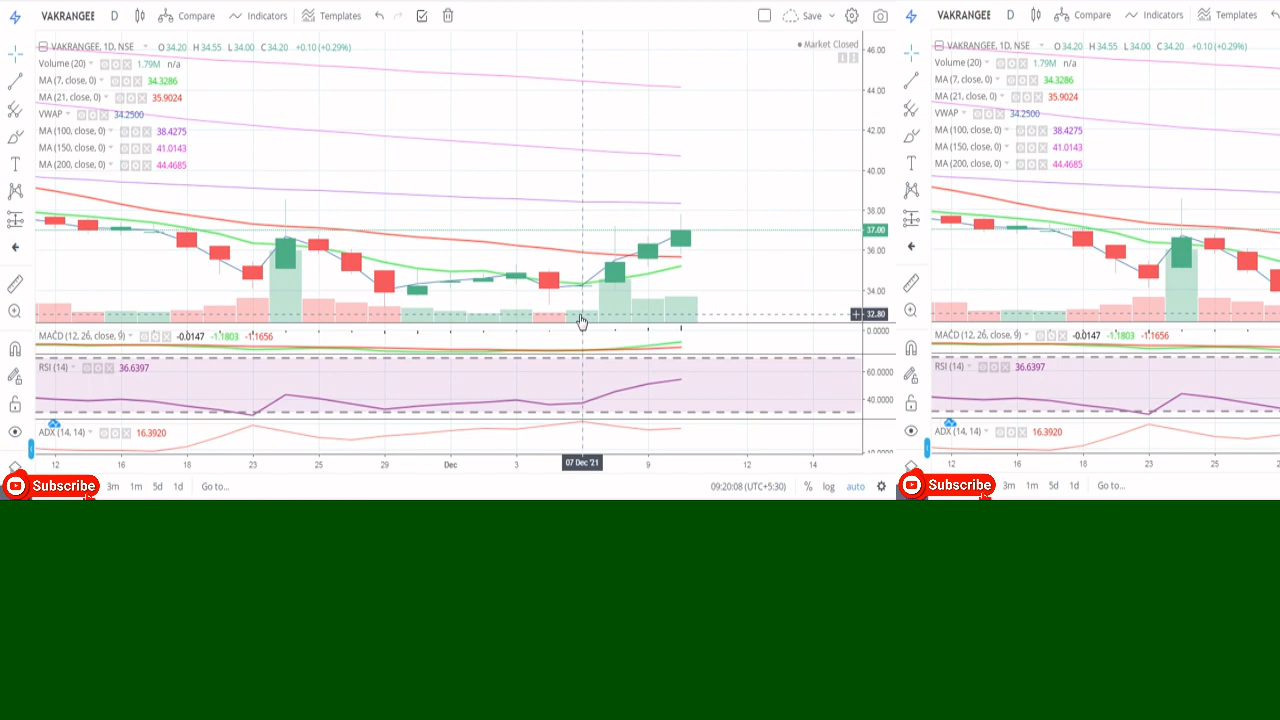 VAKRANGEE D Compare Indicators Templates Save
VAKRANGEE, 1D, NSE O 34.20 H 34.55 L 34.00 C 34.20 +0.10 (+0.29%)
Market Closed
Volume (20) 1.79M n/a
MA (7, close, 0) 34.3286
MA (21, close, 0) 35.9024
VWAP 34.2500
MA (100, close, 0) 38.4275
MA (150, close, 0) 41.0143
MA (200, close, 0) 44.4685
46.00
44.00
42.00
40.00
38.00
37.00
36.00
34.00
32.80
MACD (12, 26, close, 9) -0.0147 -1.1803 -1.1656
0.0000
RSI (14) 36.6397
60.0000
40.0000
ADX (14, 14) 16.3920
10.0000
12 16 18 23 25 29 Dec 3 07 Dec '21 9 12 14
Subscribe 3m 1m 5d 1d Go to... 09:20:08 (UTC+5:30) % log auto
VAKRANGEE D Compare Indicators Templates
VAKRANGEE, 1D, NSE O 34.20 H 34.55 L 34.00 C 34.20 +0.10 (+0.29%)
Volume (20) 1.79M n/a
MA (7, close, 0) 34.3286
MA (21, close, 0) 35.9024
VWAP 34.2500
MA (100, close, 0) 38.4275
MA (150, close, 0) 41.0143
MA (200, close, 0) 44.4685
MACD (12, 26, close, 9) -0.0147 -1.1803 -1.1656
RSI (14) 36.6397
ADX (14, 14) 16.3920
12 16 18 23 25
Subscribe 3m 1m 5d 1d Go to...